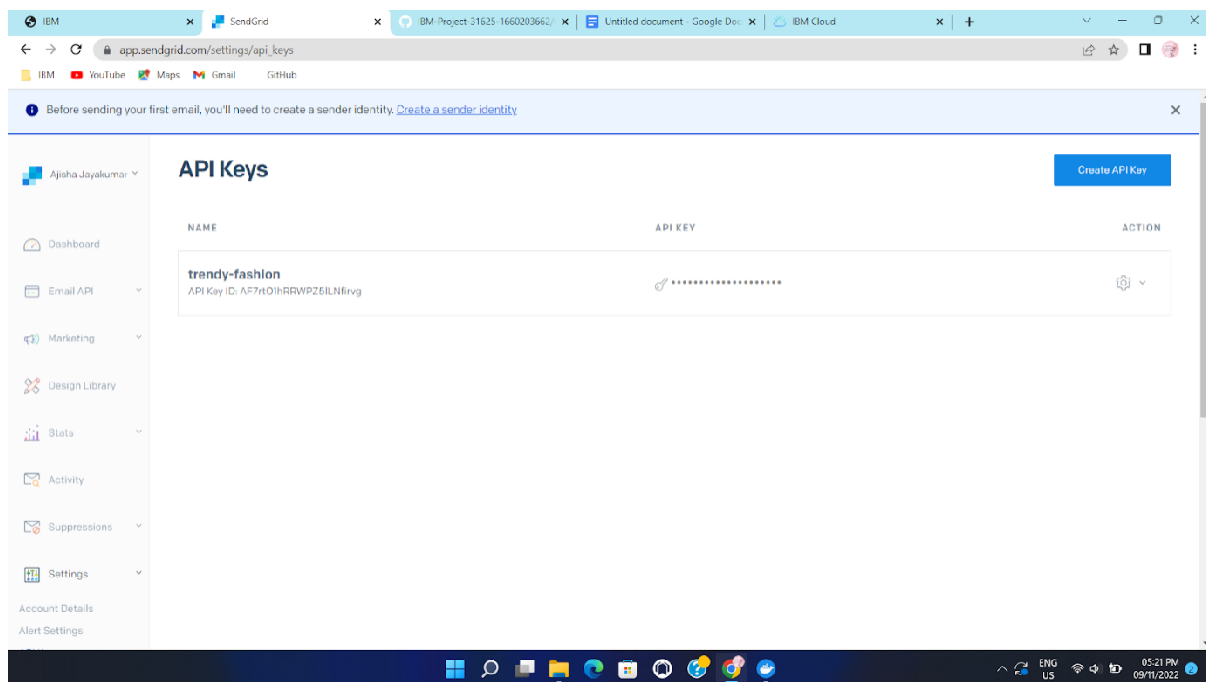 IBM
SendGrid
IBM-Project-31625-1660203662/
Untitled document - Google Doc
IBM Cloud
app.sendgrid.com/settings/api_keys
IBM
YouTube
Maps
Gmail
GitHub
Before sending your first email, you'll need to create a sender identity. Create a sender identity
Ajisha Jayakumar
API Keys
Create API Key
NAME
API KEY
ACTION
trendy-fashion
API Key ID:
••••••••••••••••••••
Dashboard
Email API
Marketing
Design Library
Stats
Activity
Suppressions
Settings
Account Details
Alert Settings
ENG
US
05:21 PM
09/11/2022
2